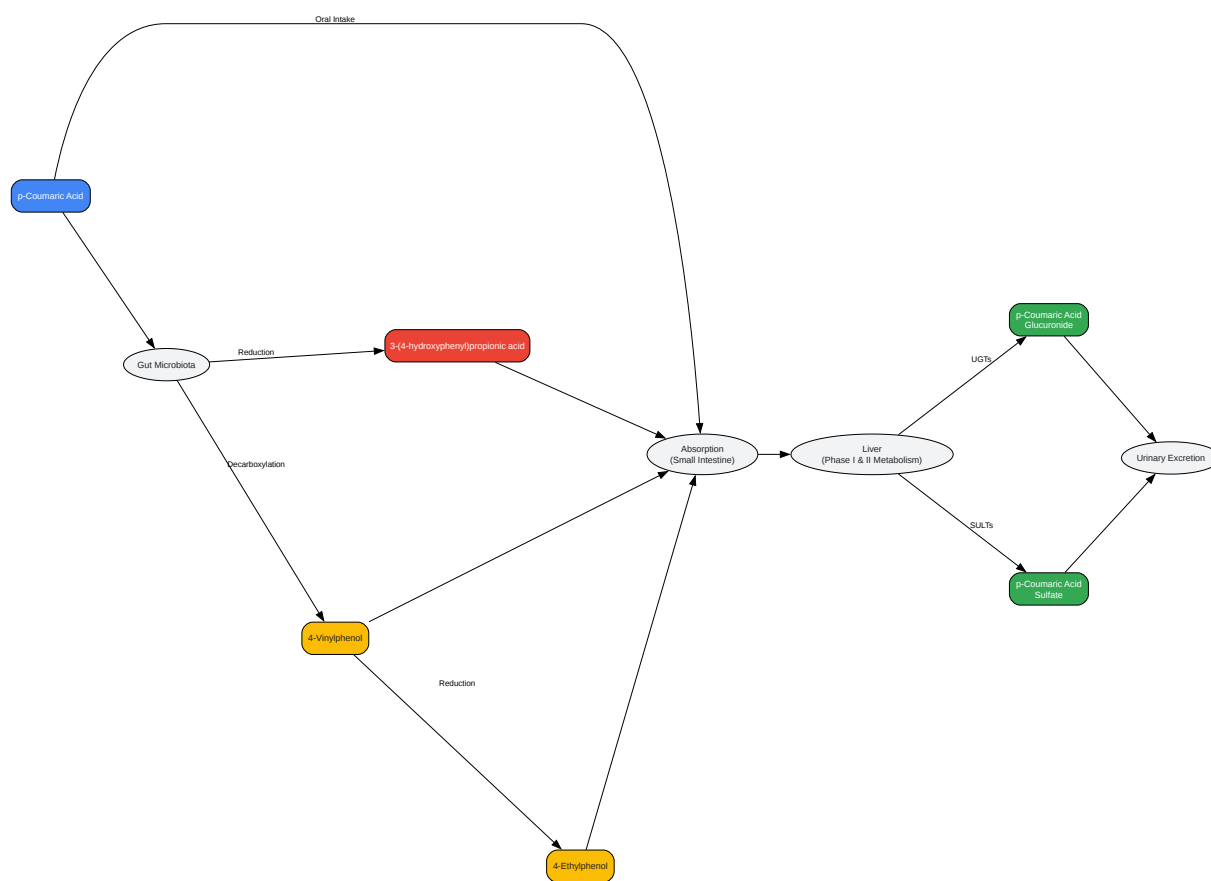 Oral Intake
p-Coumaric Acid
Gut Microbiota
Reduction
3-(4-hydroxyphenyl)propionic acid
Decarboxylation
4-Vinylphenol
Reduction
4-Ethylphenol
Absorption
(Small Intestine)
Liver
(Phase I & II Metabolism)
UGTs
p-Coumaric Acid
Glucuronide
SULTs
p-Coumaric Acid
Sulfate
Urinary Excretion